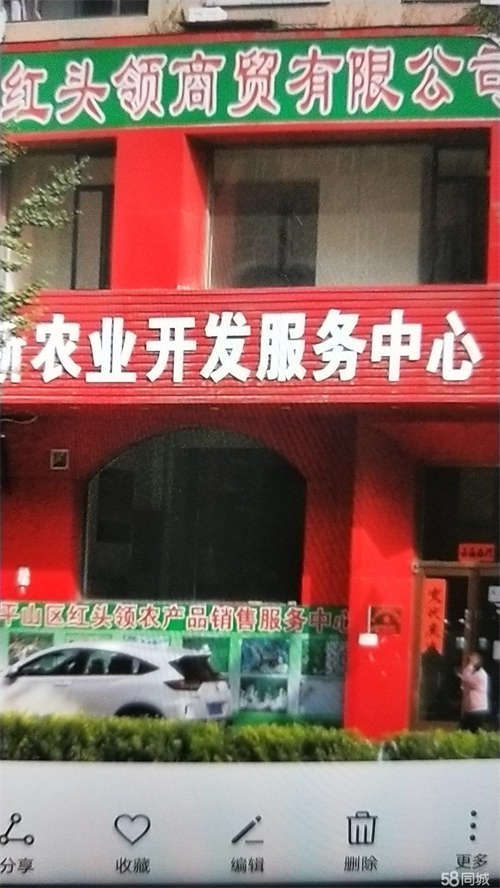 红头领商贸有限公司
新农业开发服务中心
平山区红头领农产品销售服务中心
分享 收藏 编辑 删除 更多
58同城